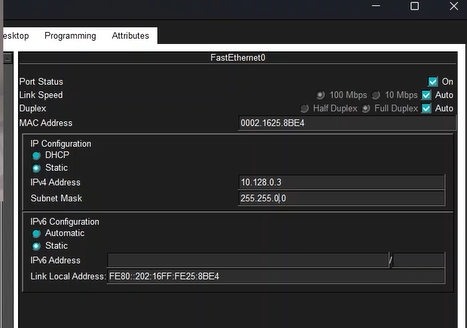 esktop Programming Attributes
FastEthernet0
Port Status On
Link Speed 100 Mbps 10 Mbps Auto
Duplex Half Duplex Full Duplex Auto
MAC Address 0002.1625.8BE4
IP Configuration
DHCP
Static
IPv4 Address 10.128.0.3
Subnet Mask 255.255.0.0
IPv6 Configuration
Automatic
Static
IPv6 Address /
Link Local Address: FE80::202:16FF:FE25:8BE4